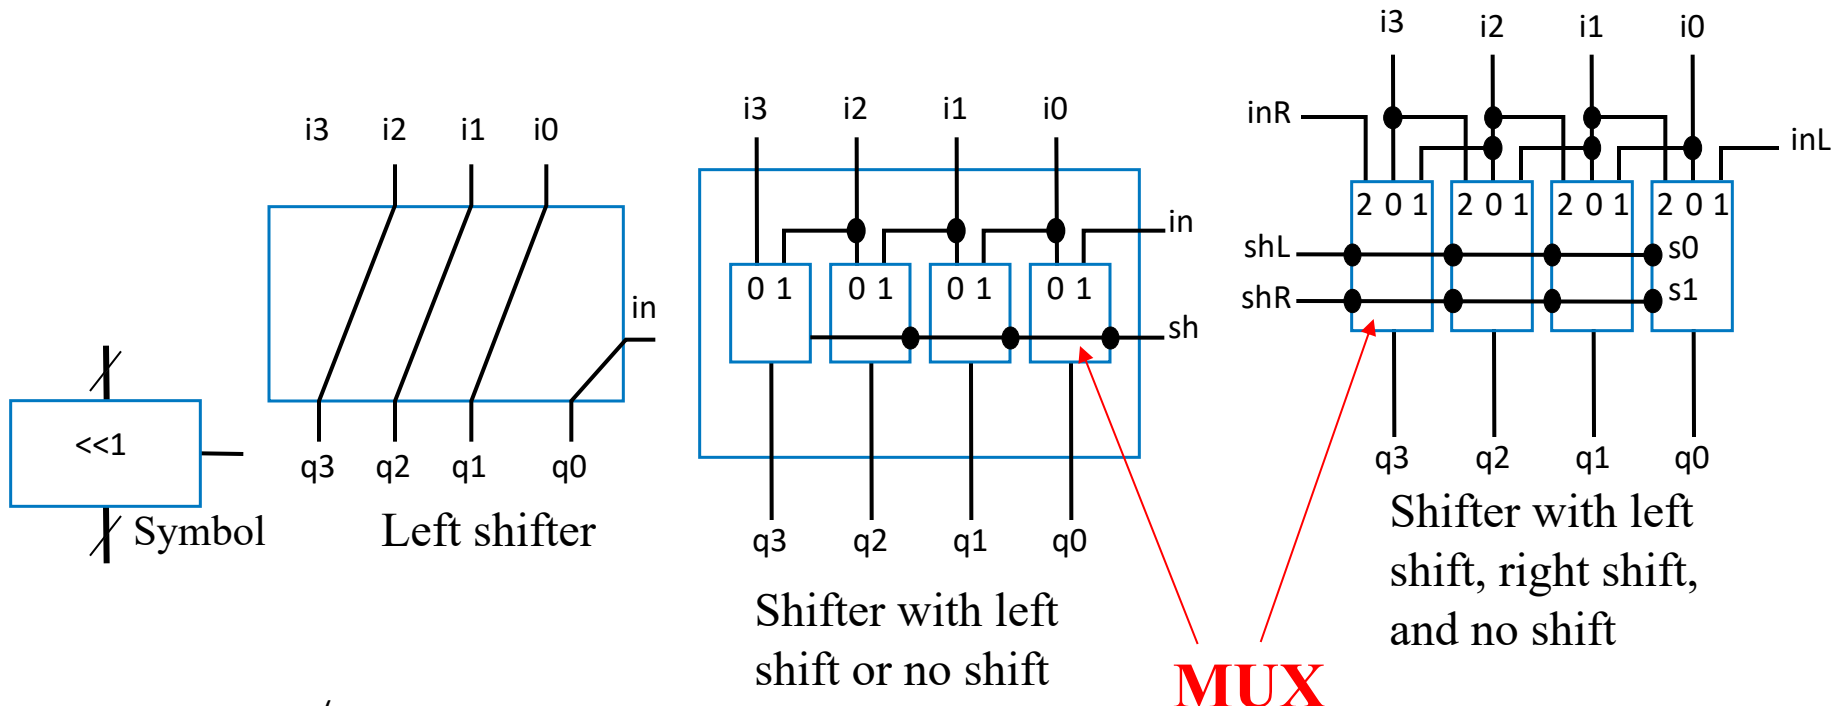 <<1
Symbol
i3 i2 i1 i0
in
q3 q2 q1 q0
Left shifter
i3 i2 i1 i0
in
0 1 0 1 0 1 0 1
sh
q3 q2 q1 q0
Shifter with left
shift or no shift
i3 i2 i1 i0
inR
inL
2 0 1 2 0 1 2 0 1 2 0 1
shL
s0
shR
s1
q3 q2 q1 q0
Shifter with left
shift, right shift,
and no shift
MUX